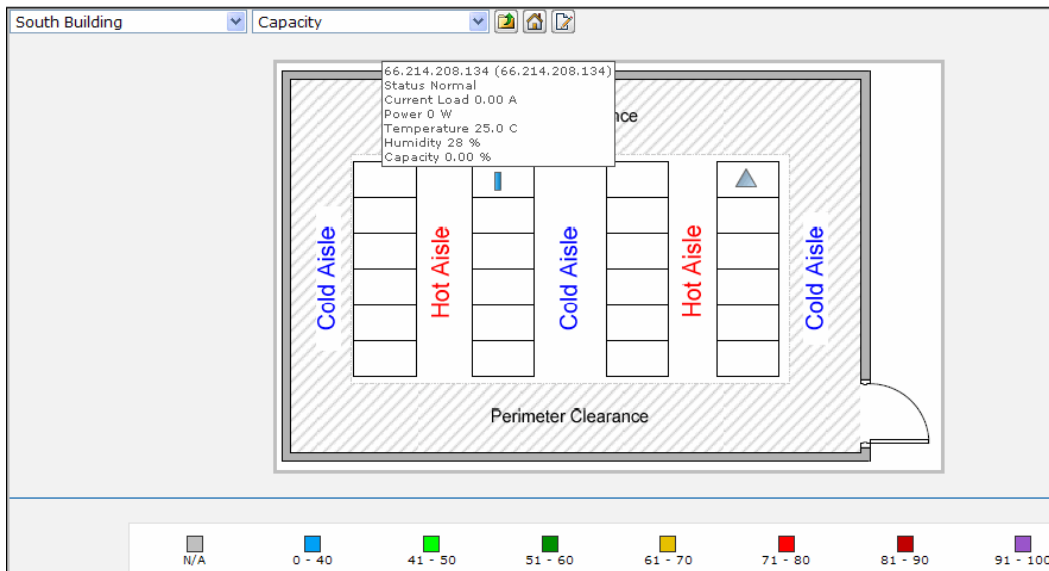 South Building
Capacity
66.214.208.134 (66.214.208.134)
Status Normal
Current Load 0.00 A
Power 0 W
Temperature 25.0 C
Humidity 28 %
Capacity 0.00 %
Cold Aisle
Hot Aisle
Cold Aisle
Hot Aisle
Cold Aisle
Perimeter Clearance
N/A
0 - 40
41 - 50
51 - 60
61 - 70
71 - 80
81 - 90
91 - 100